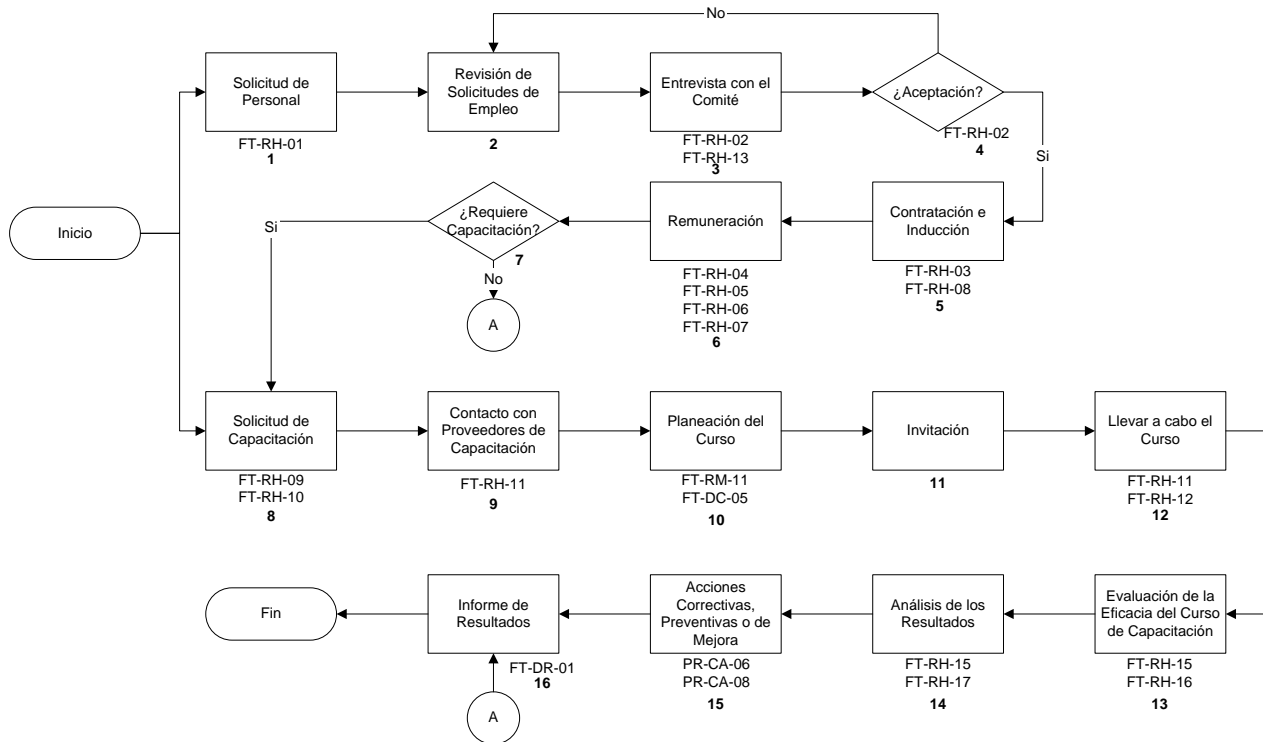 No
Solicitud de
Personal
FT-RH-01
1
Revisión de
Solicitudes de
Empleo
2
Entrevista con el
Comité
FT-RH-02
FT-RH-13
3
¿Aceptación?
FT-RH-02
4
Si
Inicio
Si
¿Requiere
Capacitación?
7
No
A
Remuneración
FT-RH-04
FT-RH-05
FT-RH-06
FT-RH-07
6
Contratación e
Inducción
FT-RH-03
FT-RH-08
5
Solicitud de
Capacitación
FT-RH-09
FT-RH-10
8
Contacto con
Proveedores de
Capacitación
FT-RH-11
9
Planeación del
Curso
FT-RM-11
FT-DC-05
10
Invitación
11
Llevar a cabo el
Curso
FT-RH-11
FT-RH-12
12
Fin
Informe de
Resultados
FT-DR-01
16
A
Acciones
Correctivas,
Preventivas o de
Mejora
PR-CA-06
PR-CA-08
15
Análisis de los
Resultados
FT-RH-15
FT-RH-17
14
Evaluación de la
Eficacia del Curso
de Capacitación
FT-RH-15
FT-RH-16
13